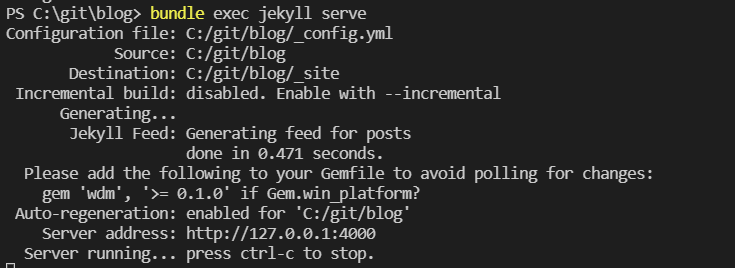 PS C:\git\blog> bundle exec jekyll serve
Configuration file: C:/git/blog/_config.yml
Source: C:/git/blog
Destination: C:/git/blog/_site
Incremental build: disabled. Enable with --incremental
Generating...
Jekyll Feed: Generating feed for posts
done in 0.471 seconds.
Please add the following to your Gemfile to avoid polling for changes:
gem 'wdm', '>= 0.1.0' if Gem.win_platform?
Auto-regeneration: enabled for 'C:/git/blog'
Server address: http://127.0.0.1:4000
Server running... press ctrl-c to stop.